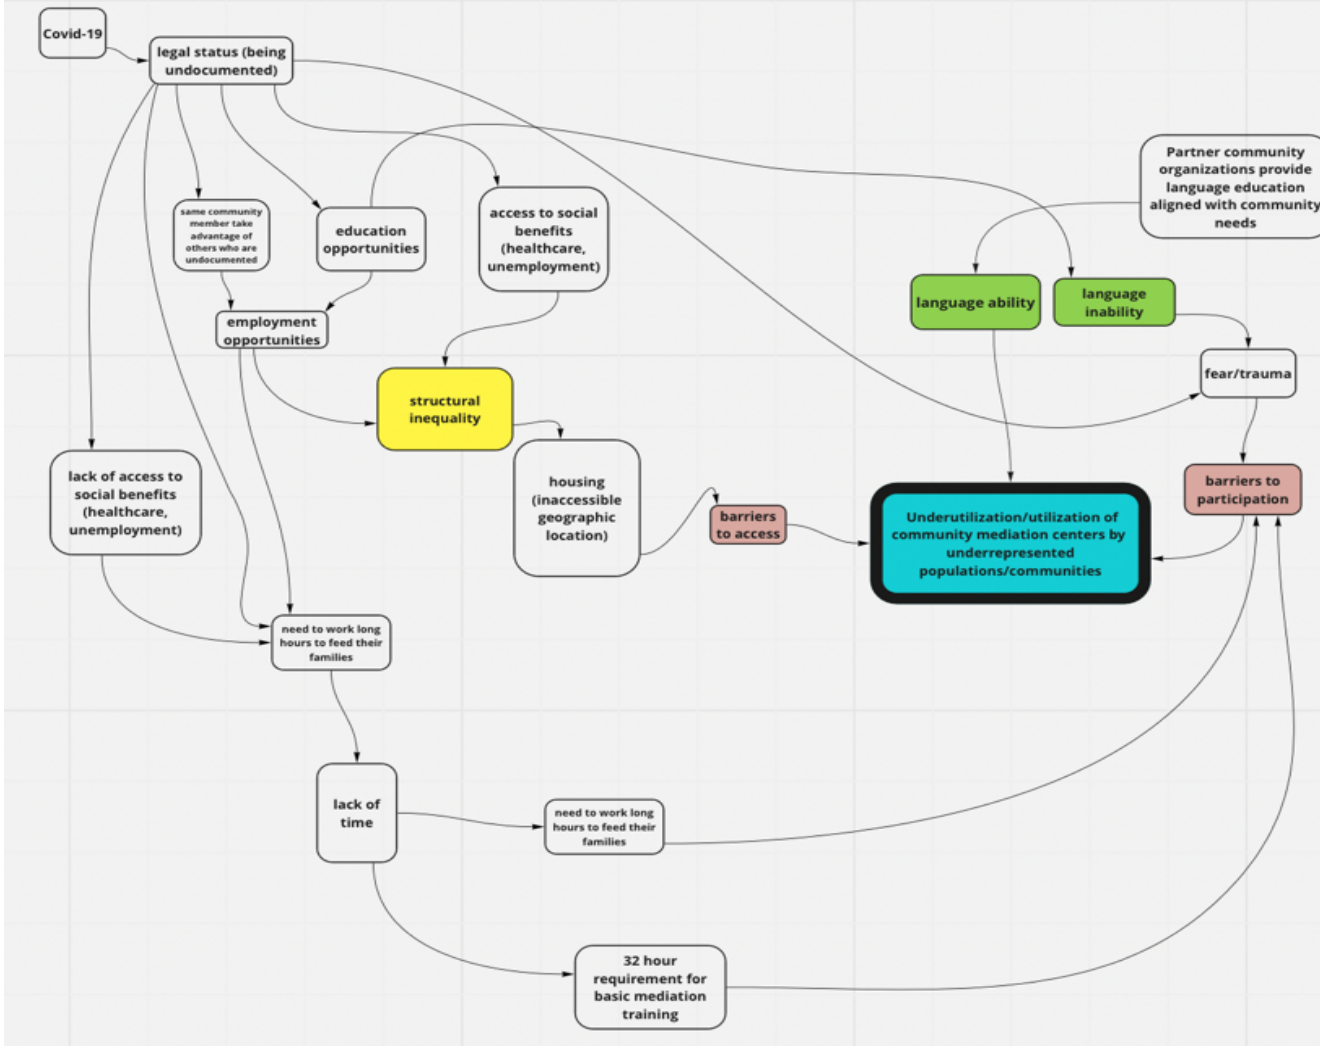 Covid-19
legal status (being
undocumented)
Partner community
organizations provide
language education
aligned with community
needs
same community
member take
advantage of
others who are
undocumented
education
opportunities
access to social
benefits
(healthcare,
unemployment)
language ability
language
inability
employment
opportunities
fear/trauma
structural
inequality
lack of access to
social benefits
(healthcare,
unemployment)
housing
(inaccessible
geographic
location)
barriers
to access
Underutilization/utilization of
community mediation centers by
underrepresented
populations/communities
barriers to
participation
need to work long
hours to feed their
families
lack of
time
need to work long
hours to feed their
families
32 hour
requirement for
basic mediation
training